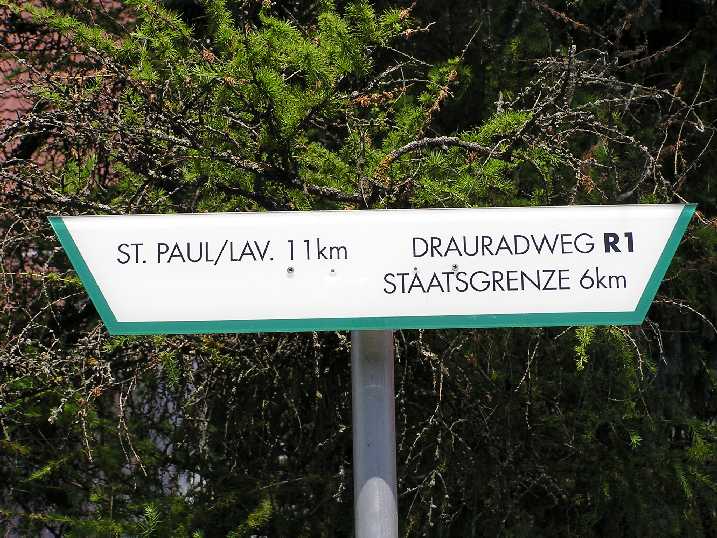 ST. PAUL/LAV. 11km
DRAURADWEG R1
STAATSGRENZE 6km